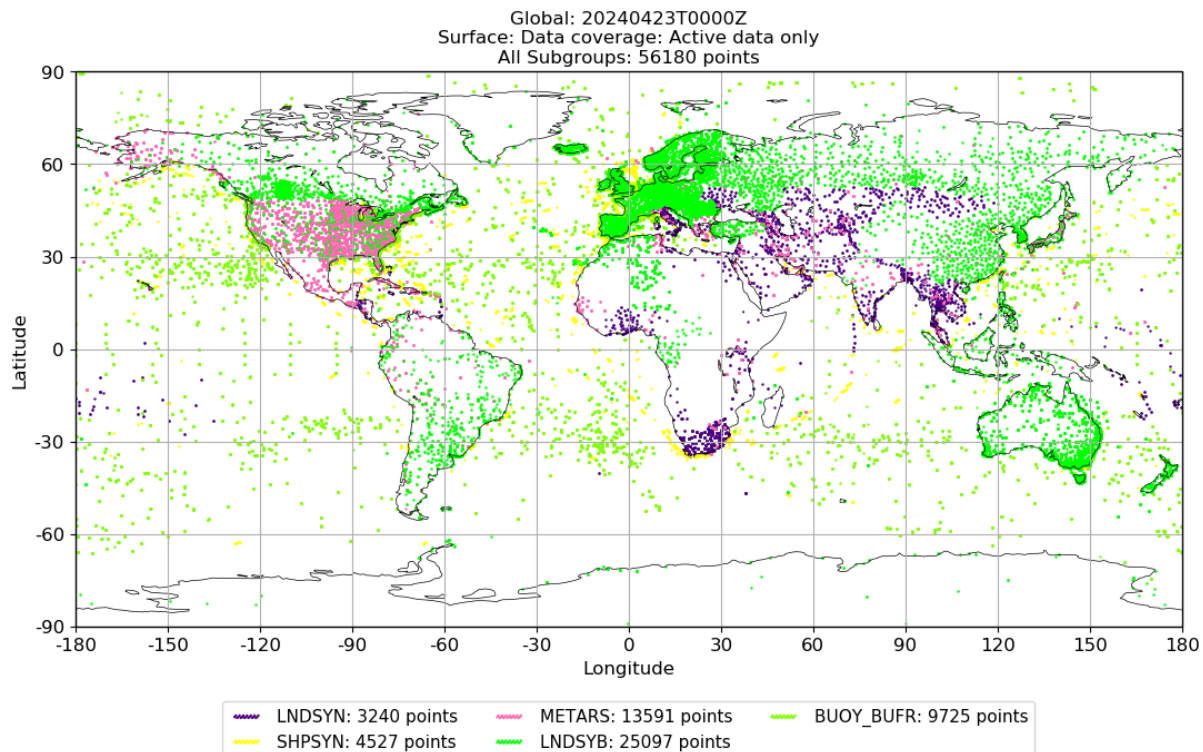 Global: 20240423T0000Z
Surface: Data coverage: Active data only
All Subgroups: 56180 points
90
60
30
0
-30
-60
-90
Latitude
-180 -150 -120 -90 -60 -30 0 30 60 90 120 150 180
Longitude
LNDSYN: 3240 points METARS: 13591 points BUOY_BUFR: 9725 points
SHPSYN: 4527 points LNDSYB: 25097 points